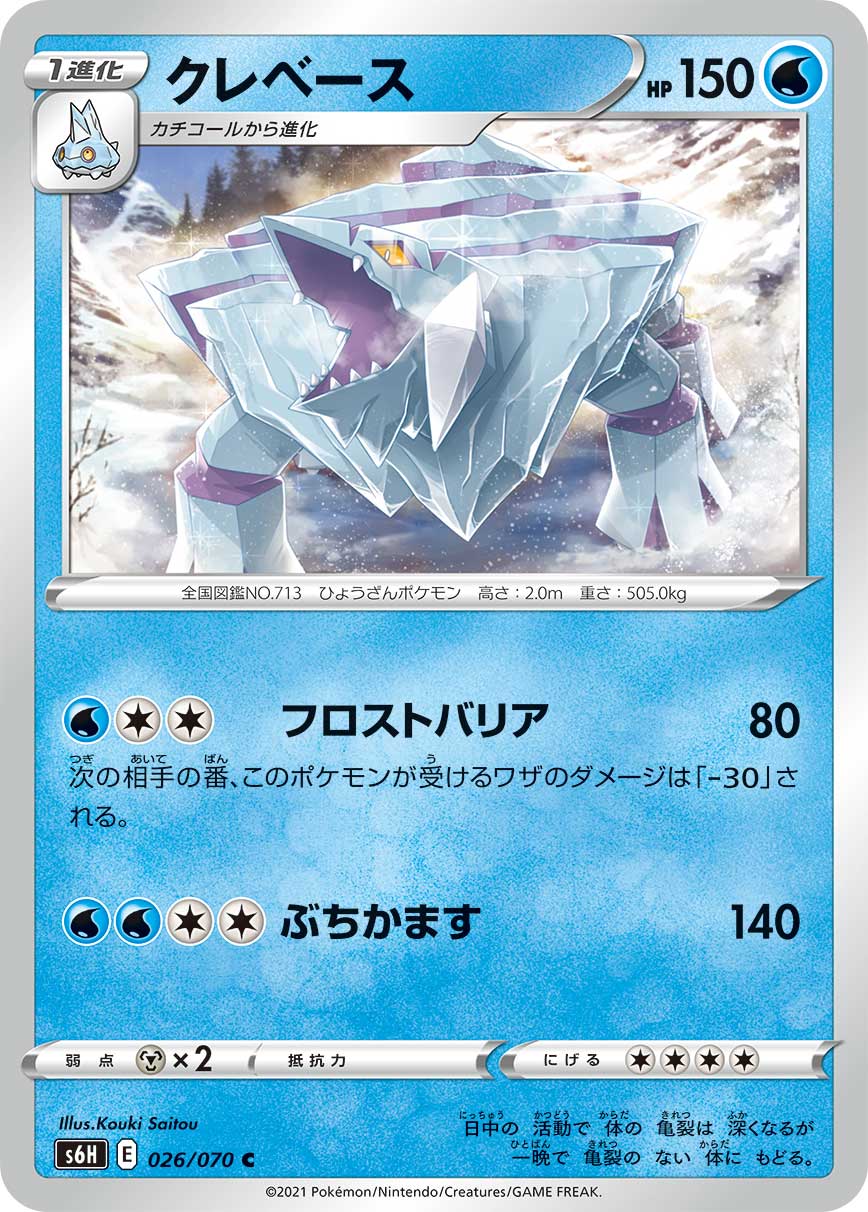 1進化
クレベース
HP 150
カチコールから進化
全国図鑑NO.713 ひょうざんポケモン 高さ:2.0m 重さ:505.0kg
フロストバリア 80
次の相手の番、このポケモンが受けるワザのダメージは「-30」さ
れる。
ぶちかます 140
弱点 ×2 抵抗力 にげる
Illus.Kouki Saitou
日中の 活動で 体の 亀裂は 深くなるが
一晩で 亀裂の ない 体に もどる。
s6H E 026/070 C
©2021 Pokémon/Nintendo/Creatures/GAME FREAK.